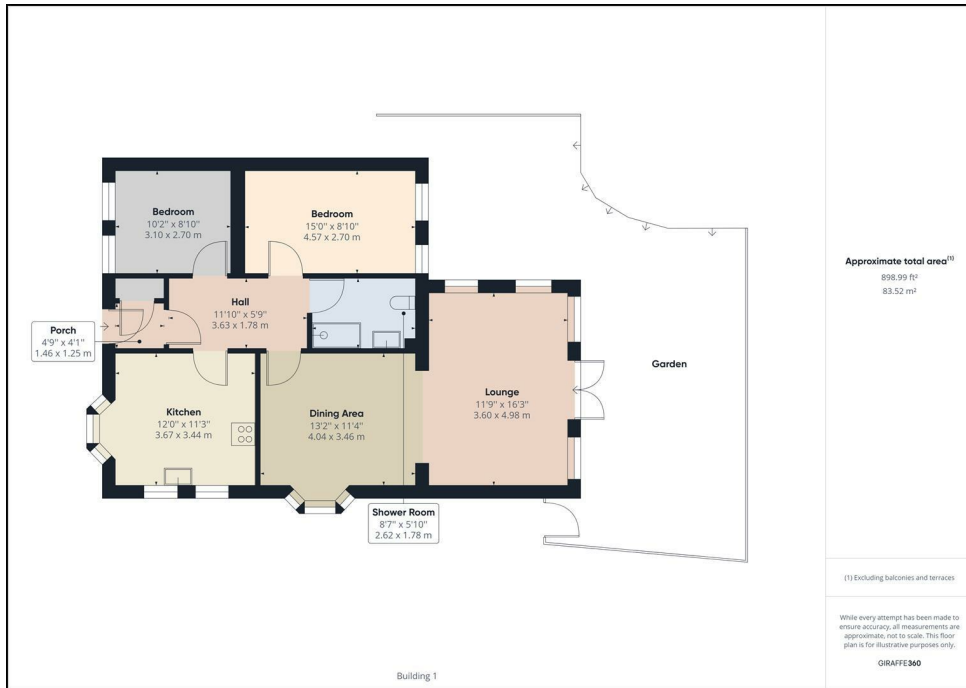 Bedroom
10'2" x 8'10"
3.10 x 2.70 m
Bedroom
15'0" x 8'10"
4.57 x 2.70 m
Hall
11'10" x 5'9"
3.63 x 1.78 m
Porch
4'9" x 4'1"
1.46 x 1.25 m
Kitchen
12'0" x 11'3"
3.67 x 3.44 m
Dining Area
13'2" x 11'4"
4.04 x 3.46 m
Lounge
11'9" x 16'3"
3.60 x 4.98 m
Garden
Shower Room
8'7" x 5'10"
2.62 x 1.78 m
Building 1
Approximate total area(1)
898.99 ft²
83.52 m²
(1) Excluding balconies and terraces
While every attempt has been made to
ensure accuracy, all measurements are
approximate, not to scale. This floor
plan is for illustrative purposes only.
GIRAFFE360